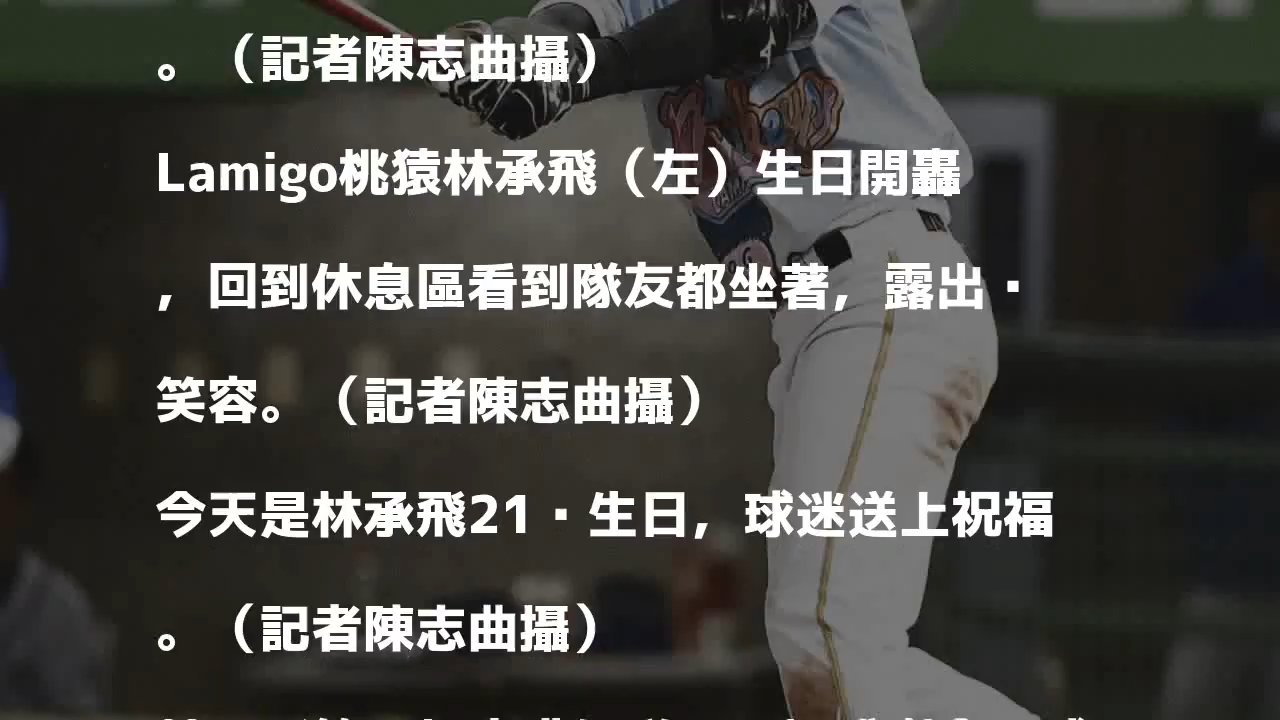 。（記者陳志曲攝）
Lamigo桃猿林承飛（左）生日開轟
，回到休息區看到隊友都坐著，露出·
笑容。（記者陳志曲攝）
今天是林承飛21·生日，球迷送上祝福
。（記者陳志曲攝）